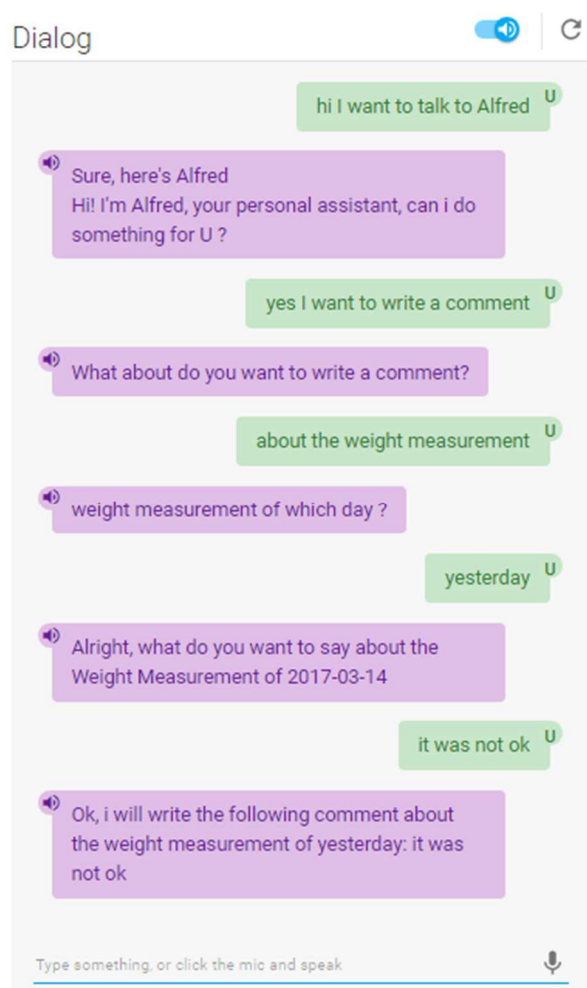 Dialog
hi I want to talk to Alfred
U
Sure, here's Alfred
Hi! I'm Alfred, your personal assistant, can i do
something for U ?
yes I want to write a comment
U
What about do you want to write a comment?
about the weight measurement
U
weight measurement of which day ?
yesterday
U
Alright, what do you want to say about the
Weight Measurement of 2017-03-14
it was not ok
U
Ok, i will write the following comment about
the weight measurement of yesterday: it was
not ok
Type something, or click the mic and speak